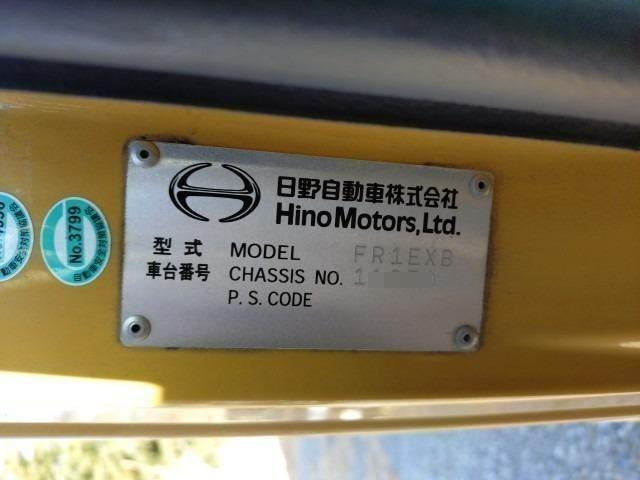 日野自動車株式会社
Hino Motors, Ltd.
型式 MODEL FR1EXB
車台番号 CHASSIS NO.
P. S. CODE
No.3799